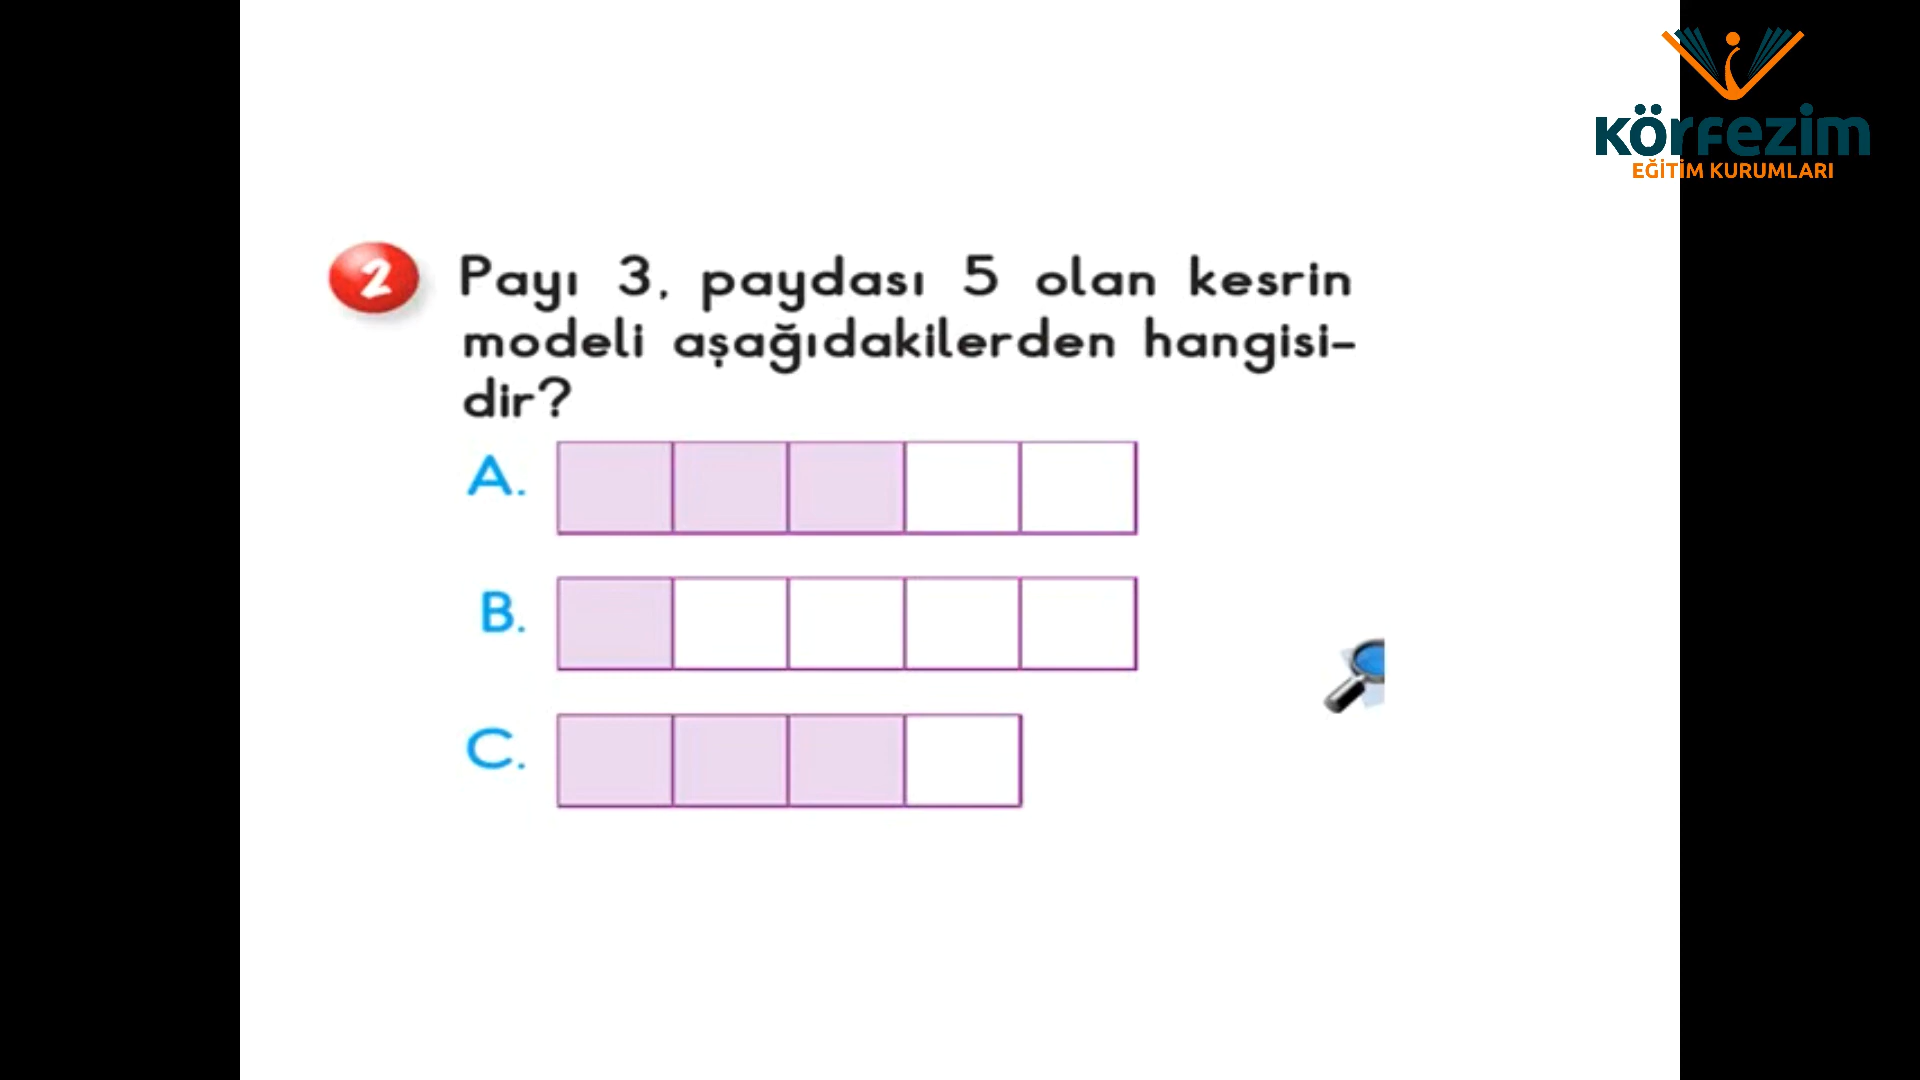 körfezim
EĞİTİM KURUMLARI
2 Payı 3, paydası 5 olan kesrin
modeli aşağıdakilerden hangisi-
dir?
A.
B.
C.